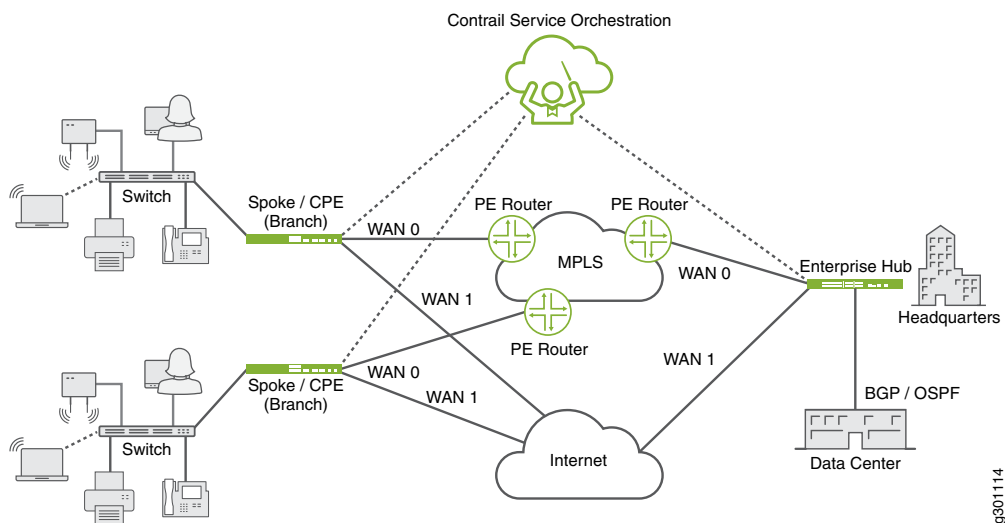 Contrail Service Orchestration
Switch
Spoke / CPE
(Branch)
WAN 0
PE Router
PE Router
MPLS
WAN 0
Enterprise Hub
Headquarters
WAN 1
PE Router
WAN 1
Spoke / CPE
(Branch)
WAN 0
WAN 1
BGP / OSPF
Switch
Internet
Data Center
g301114